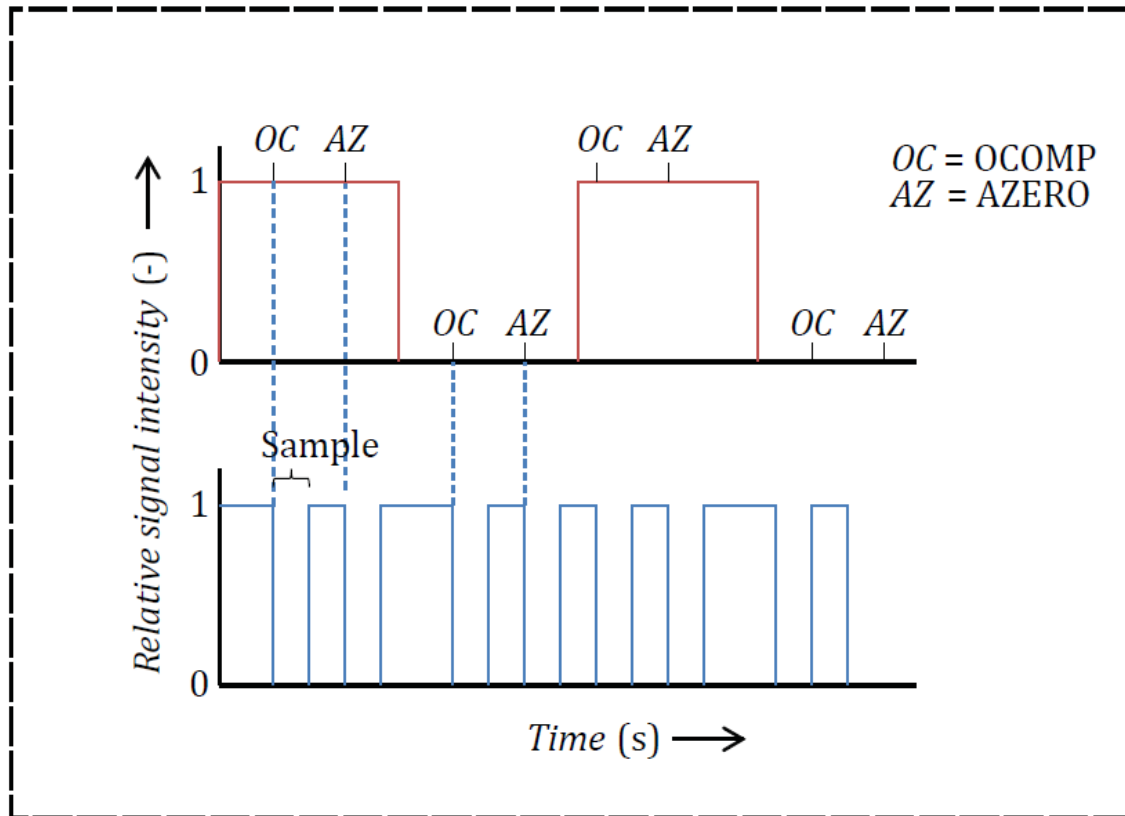 OC AZ
OC AZ
OC = OCOMP
AZ = AZERO
1
OC AZ
OC AZ
0
Relative signal intensity (-)
Sample
1
0
Time (s)